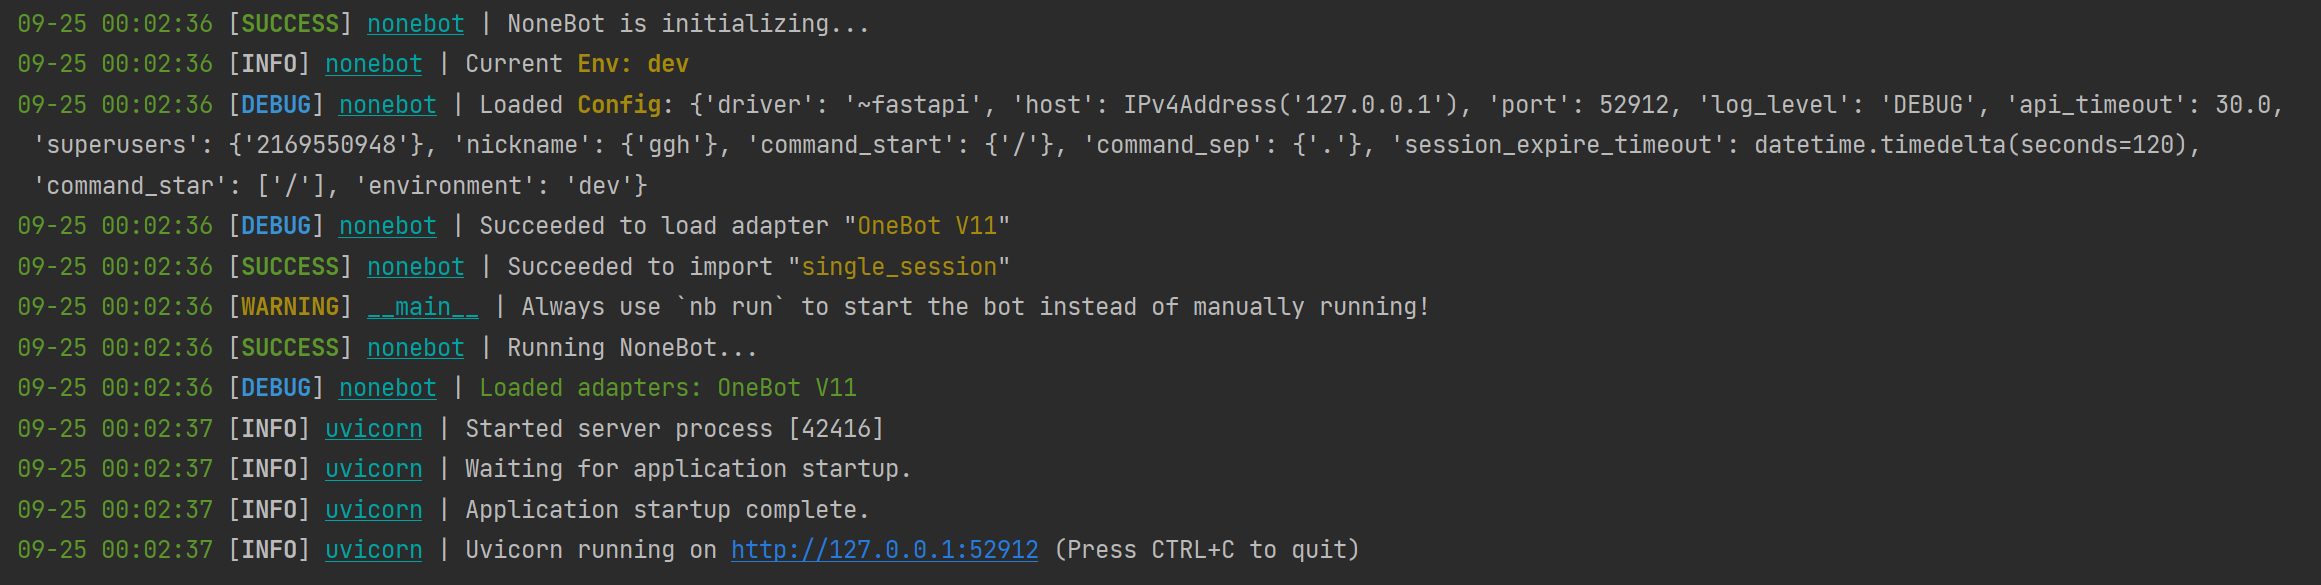 09-25 00:02:36 [SUCCESS] nonebot | NoneBot is initializing...
09-25 00:02:36 [INFO] nonebot | Current Env: dev
09-25 00:02:36 [DEBUG] nonebot | Loaded Config: {'driver': '~fastapi', 'host': IPv4Address('127.0.0.1'), 'port': 52912, 'log_level': 'DEBUG', 'api_timeout': 30.0,
'superusers': {'2169550948'}, 'nickname': {'ggh'}, 'command_start': {'/'}, 'command_sep': {'.'}, 'session_expire_timeout': datetime.timedelta(seconds=120),
'command_star': ['/'], 'environment': 'dev'}
09-25 00:02:36 [DEBUG] nonebot | Succeeded to load adapter "OneBot V11"
09-25 00:02:36 [SUCCESS] nonebot | Succeeded to import "single_session"
09-25 00:02:36 [WARNING] __main__ | Always use `nb run` to start the bot instead of manually running!
09-25 00:02:36 [SUCCESS] nonebot | Running NoneBot...
09-25 00:02:36 [DEBUG] nonebot | Loaded adapters: OneBot V11
09-25 00:02:37 [INFO] uvicorn | Started server process [42416]
09-25 00:02:37 [INFO] uvicorn | Waiting for application startup.
09-25 00:02:37 [INFO] uvicorn | Application startup complete.
09-25 00:02:37 [INFO] uvicorn | Uvicorn running on http://127.0.0.1:52912 (Press CTRL+C to quit)